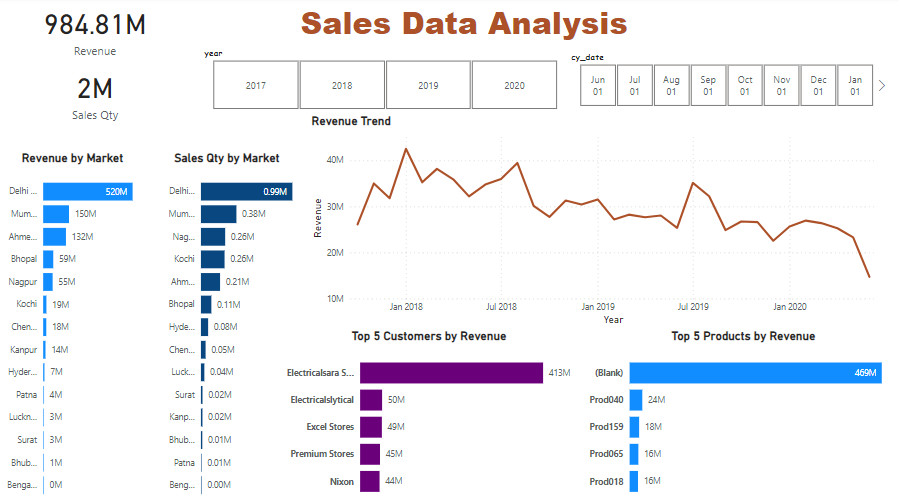 984.81M
Revenue
2M
Sales Qty
Sales Data Analysis
year
2017 2018 2019 2020
cy_date
Jun 01 Jul 01 Aug 01 Sep 01 Oct 01 Nov 01 Dec 01 Jan 01
Revenue by Market
Delhi ... 520M
Mum... 150M
Ahme... 132M
Bhopal 59M
Nagpur 55M
Kochi 19M
Chen... 18M
Kanpur 14M
Hyder... 7M
Patna 4M
Luckn... 3M
Surat 3M
Bhub... 1M
Benga... 0M
Sales Qty by Market
Delhi... 0.99M
Mum... 0.38M
Nag... 0.26M
Kochi 0.26M
Ahm... 0.21M
Bhopal 0.11M
Hyde... 0.08M
Chen... 0.05M
Luck... 0.04M
Surat 0.02M
Kanp... 0.02M
Bhub... 0.01M
Patna 0.01M
Beng... 0.00M
Revenue Trend
Revenue
40M
30M
20M
10M
Jan 2018 Jul 2018 Jan 2019 Jul 2019 Jan 2020
Year
Top 5 Customers by Revenue
Electricalsara S... 413M
Electricalslytical 50M
Excel Stores 49M
Premium Stores 45M
Nixon 44M
Top 5 Products by Revenue
(Blank) 469M
Prod040 24M
Prod159 18M
Prod065 16M
Prod018 16M